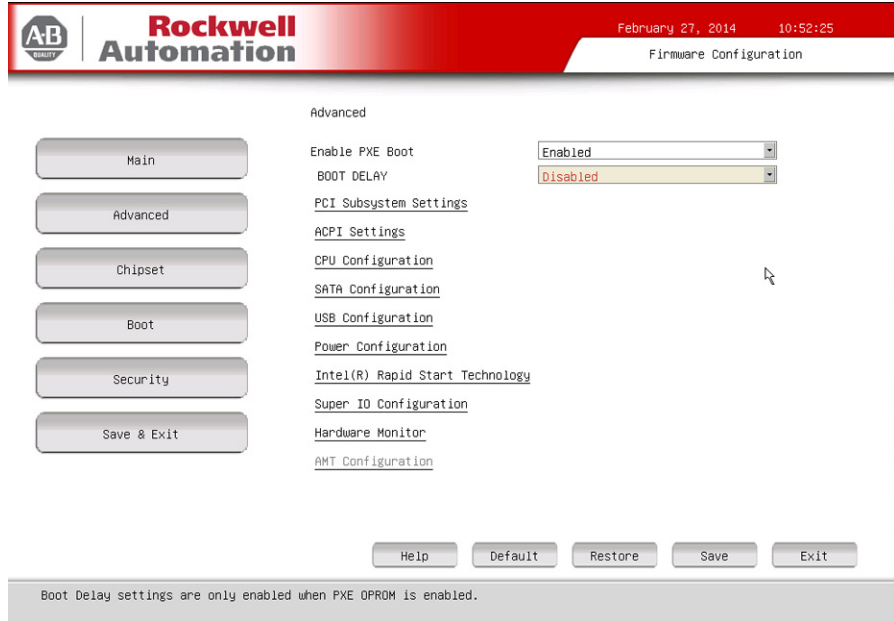 A-B
QUALITY
Rockwell
Automation
February 27, 2014 10:52:25
Firmware Configuration
Main
Advanced
Chipset
Boot
Security
Save & Exit
Advanced
Enable PXE Boot Enabled
BOOT DELAY Disabled
PCI Subsystem Settings
ACPI Settings
CPU Configuration
SATA Configuration
USB Configuration
Power Configuration
Intel(R) Rapid Start Technology
Super IO Configuration
Hardware Monitor
AMT Configuration
Help Default Restore Save Exit
Boot Delay settings are only enabled when PXE OPROM is enabled.